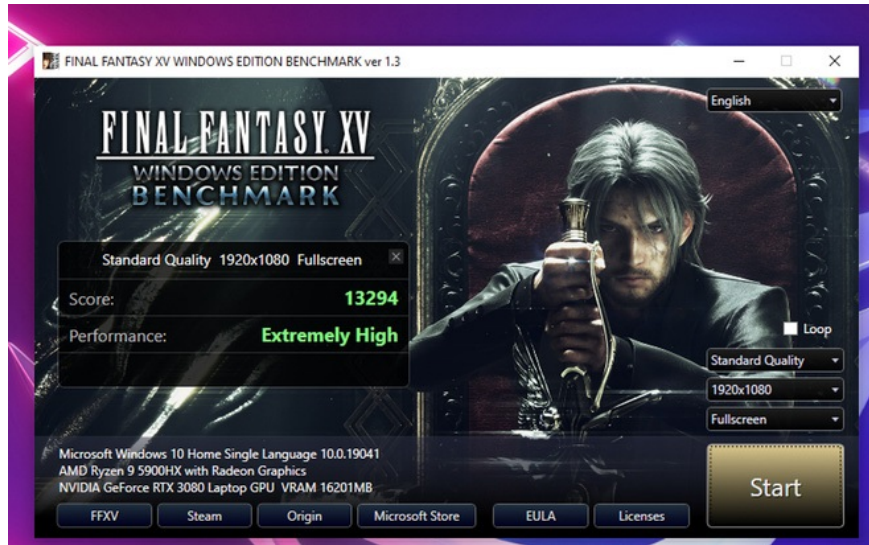 FINAL FANTASY XV WINDOWS EDITION BENCHMARK ver 1.3
English
FINAL FANTASY XV
WINDOWS EDITION
BENCHMARK
Standard Quality 1920x1080 Fullscreen
Score: 13294
Performance: Extremely High
Loop
Standard Quality
1920x1080
Fullscreen
Microsoft Windows 10 Home Single Language 10.0.19041
AMD Ryzen 9 5900HX with Radeon Graphics
NVIDIA GeForce RTX 3080 Laptop GPU VRAM 16201MB
Start
FFXV Steam Origin Microsoft Store EULA Licenses